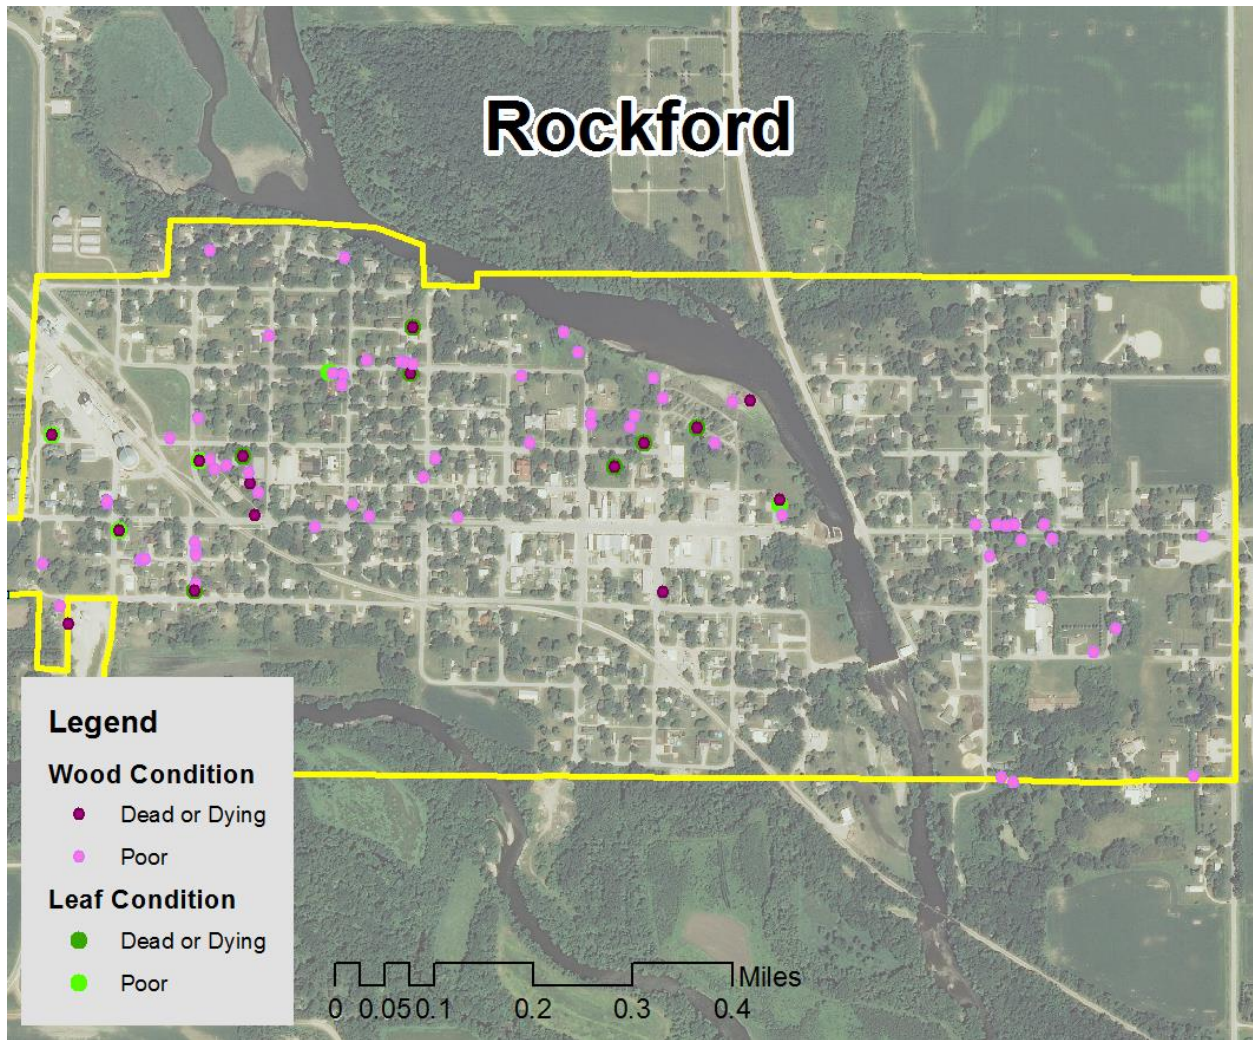 Rockford
Legend
Wood Condition
Dead or Dying
Poor
Leaf Condition
Dead or Dying
Poor
Miles
0 0.05 0.1 0.2 0.3 0.4